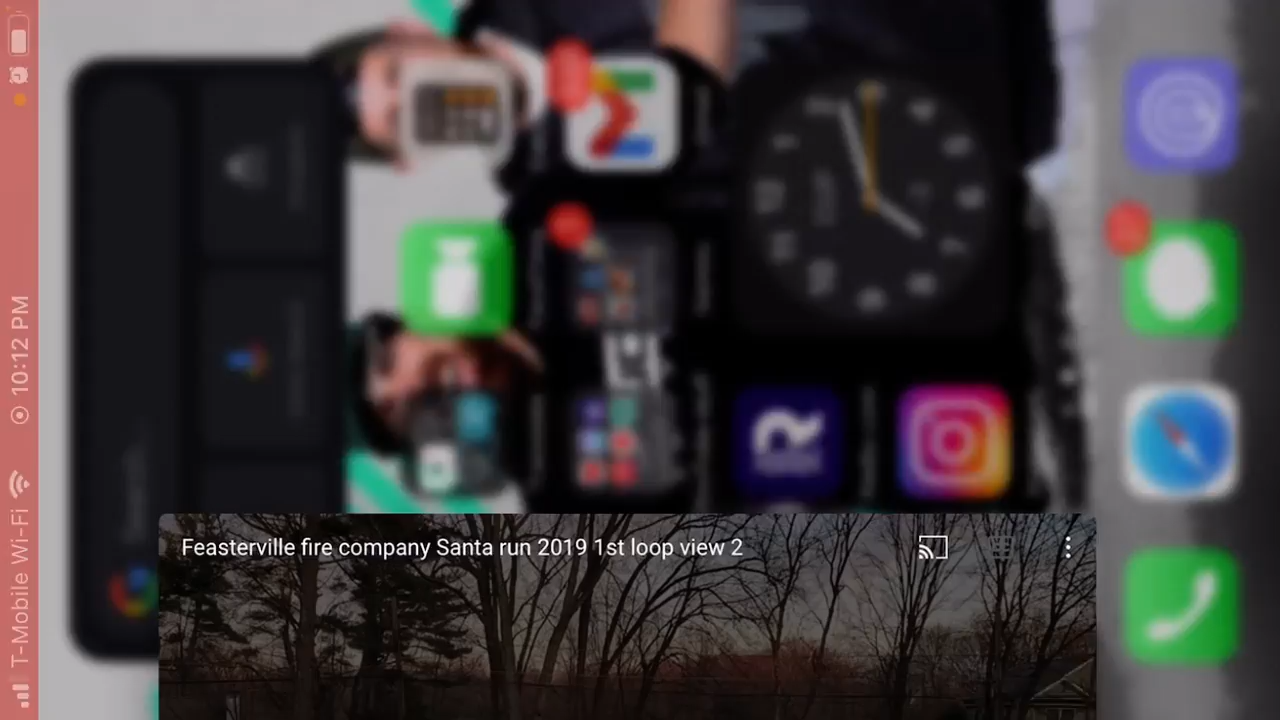 T-Mobile Wi-Fi 10:12 PM
Feasterville fire company Santa run 2019 1st loop view 2